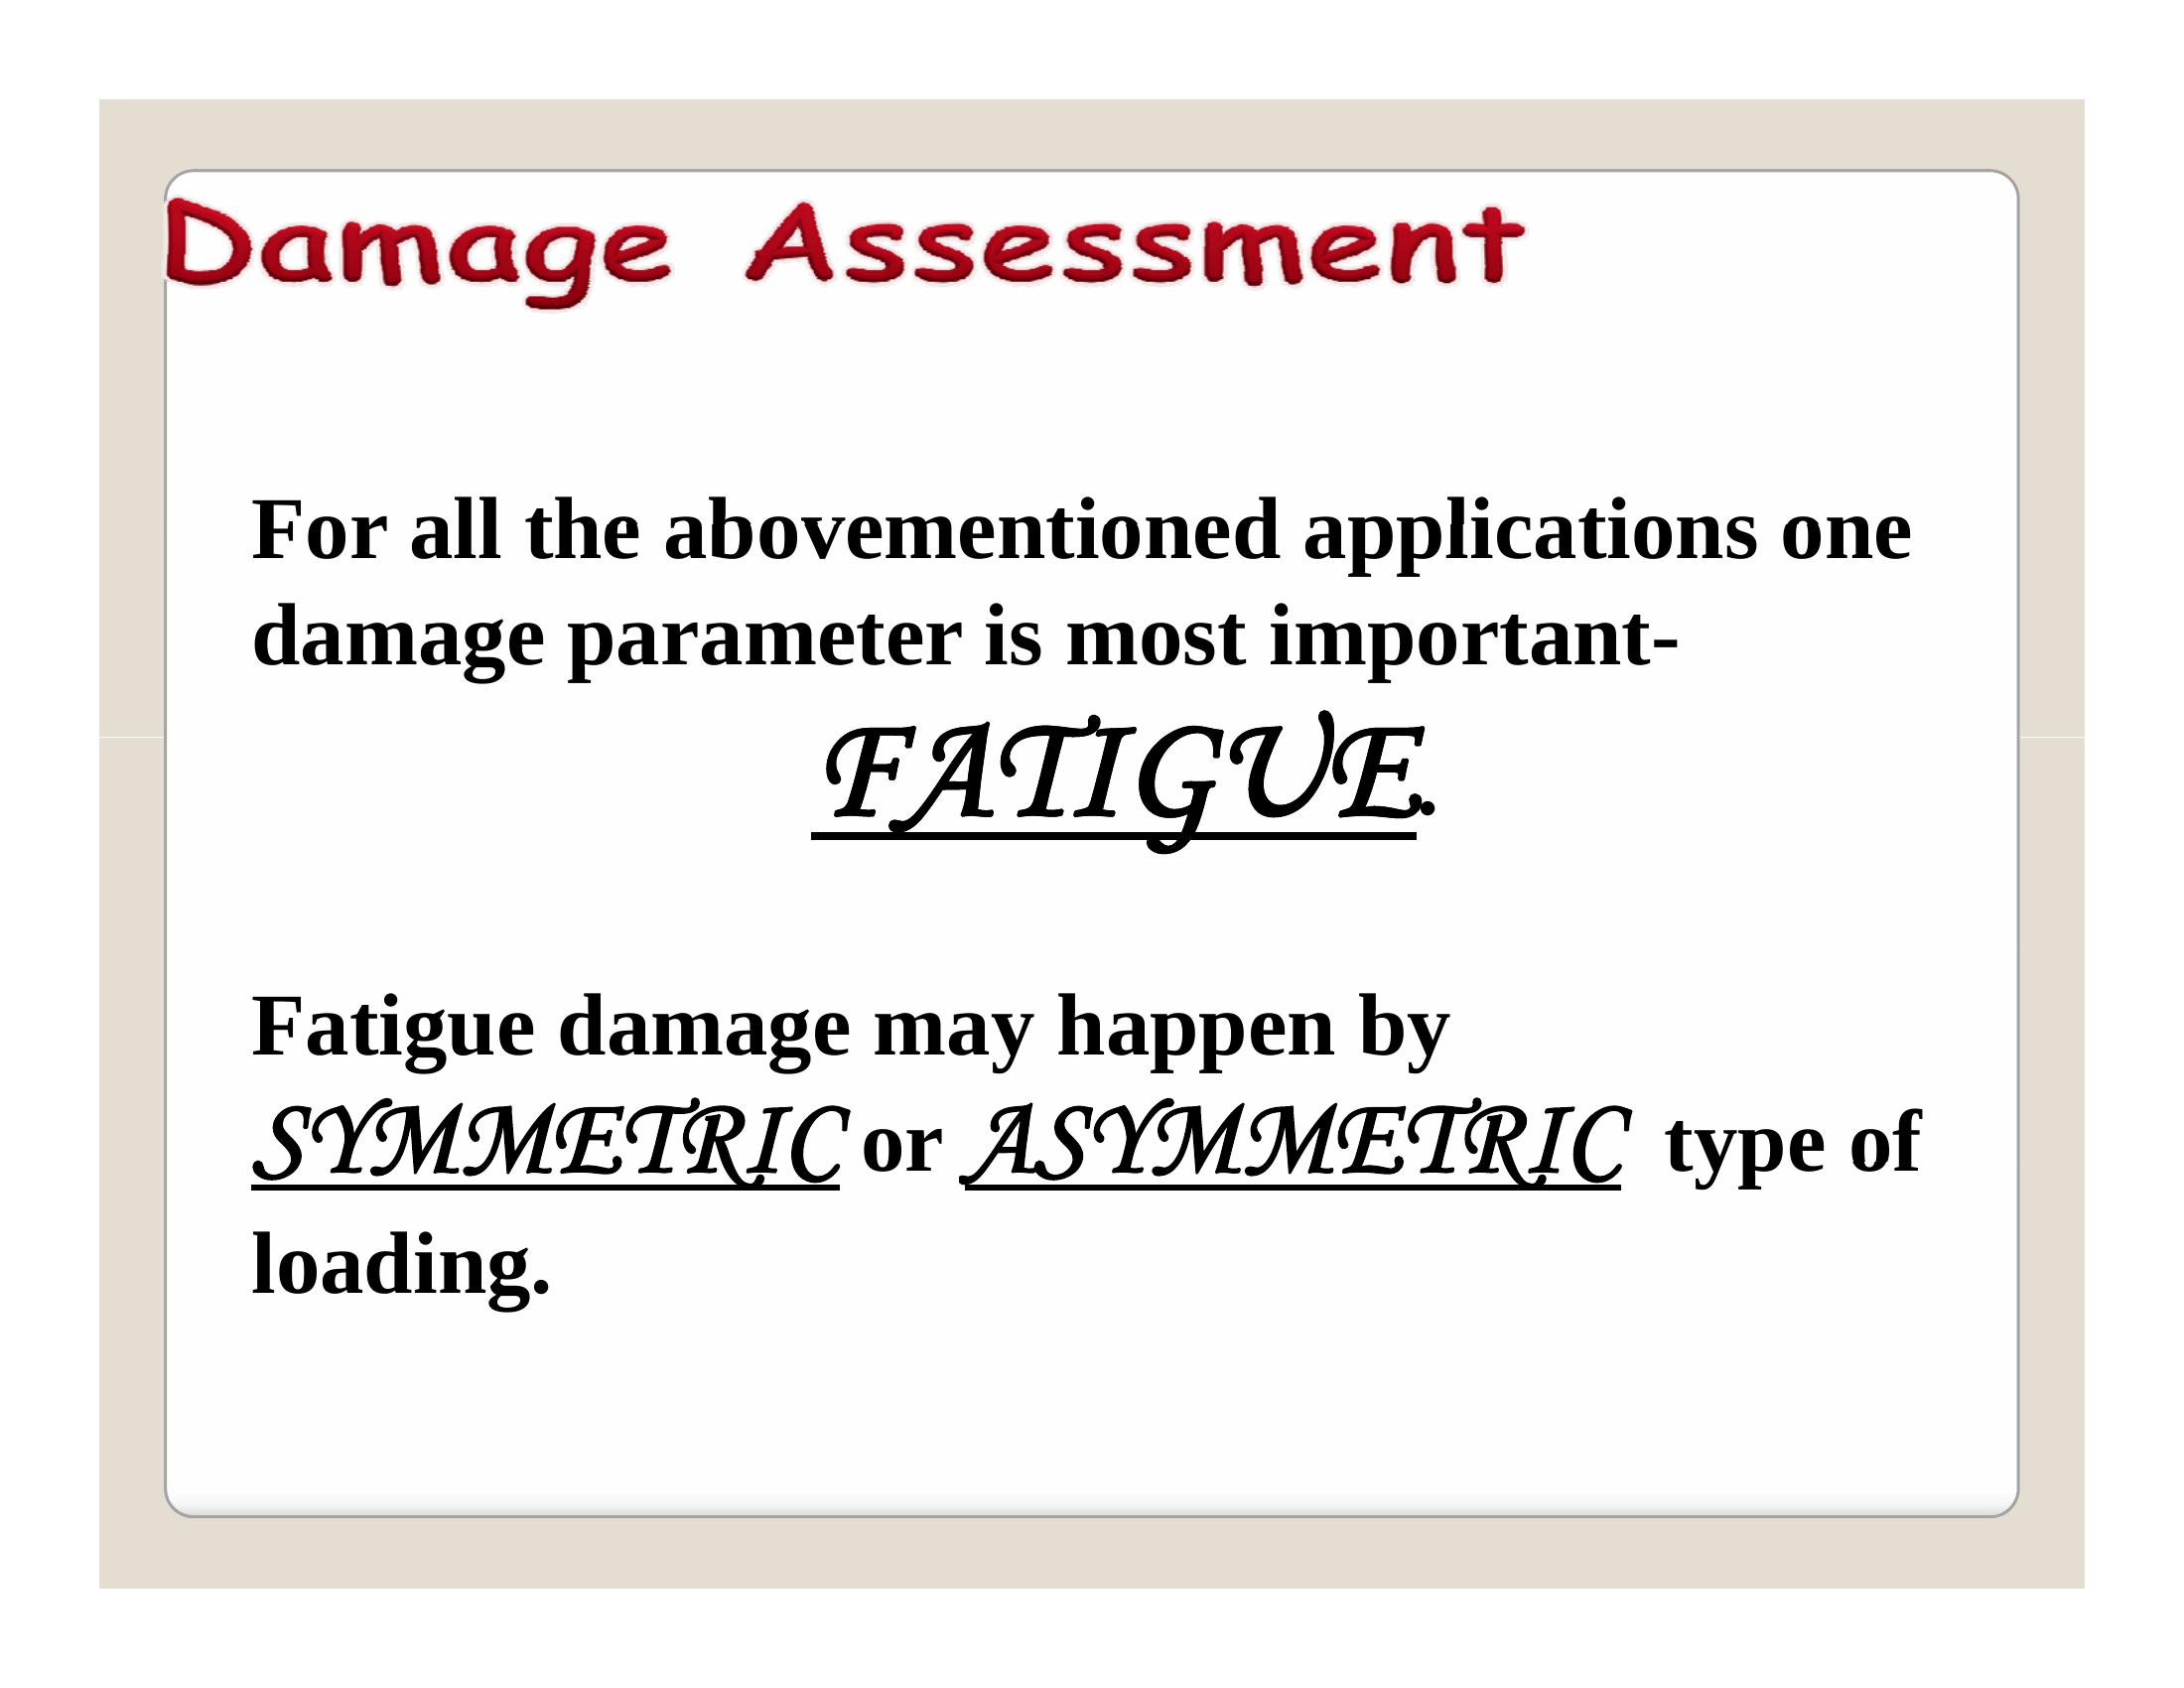 Damage Assessment
For all the abovementioned applications one
damage parameter is most important-
FATIGUE.
Fatigue damage may happen by
SYMMETRIC or ASYMMETRIC type of
loading.